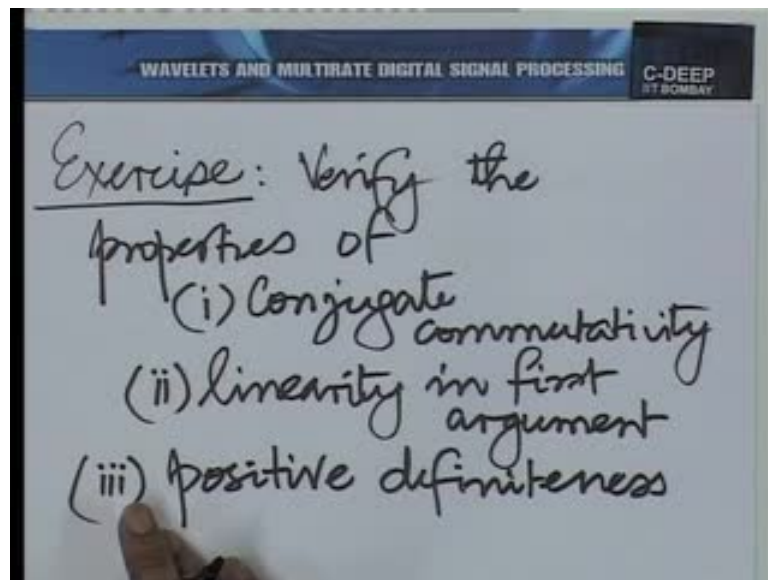 WAVELETS AND MULTIRATE DIGITAL SIGNAL PROCESSING
C-DEEP
IIT BOMBAY
Exercise: Verify the
properties of
(i) Conjugate
commutativity
(ii) linearity in first
argument
(iii) positive definiteness